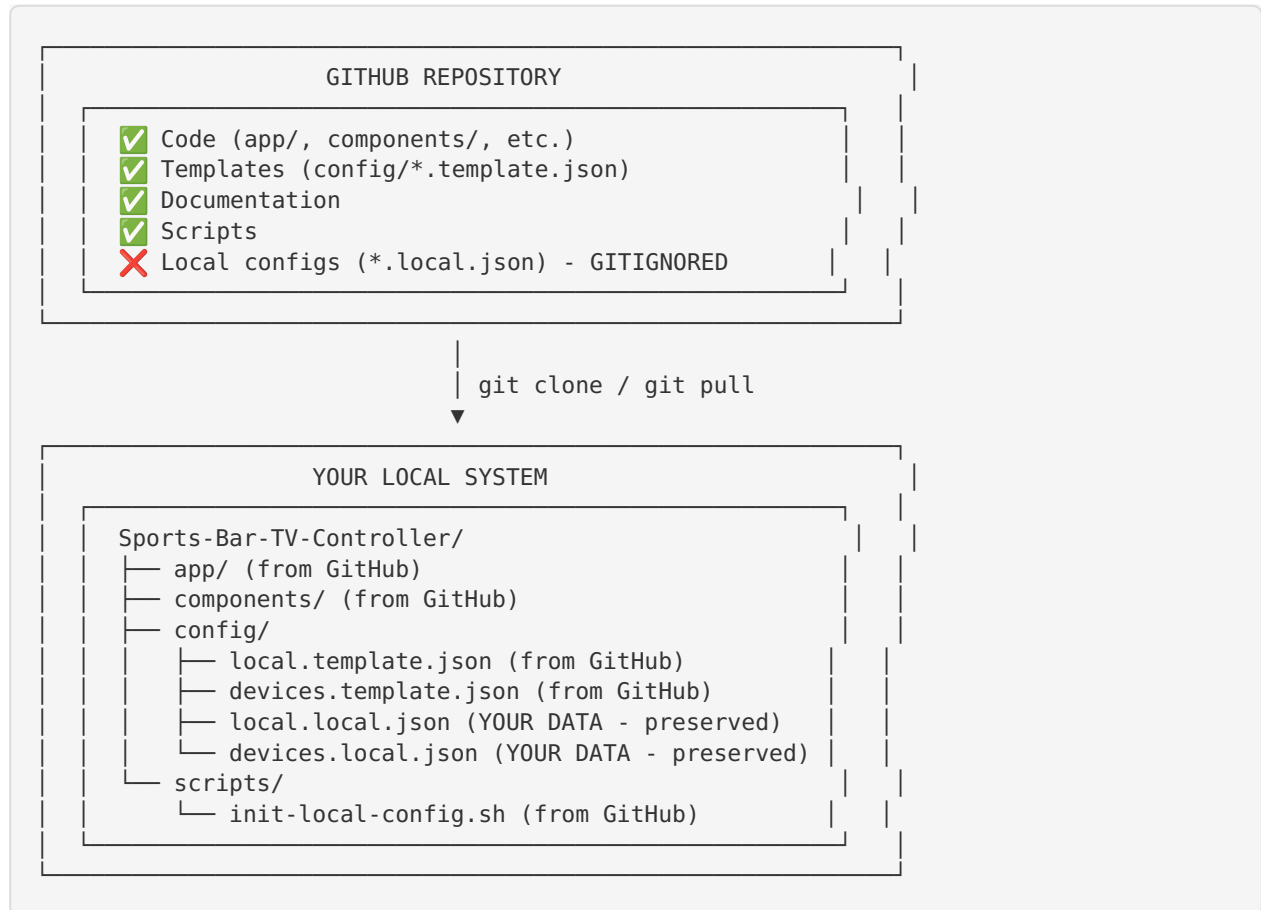 GITHUB REPOSITORY
✅ Code (app/, components/, etc.)
✅ Templates (config/*.template.json)
✅ Documentation
✅ Scripts
❌ Local configs (*.local.json) - GITIGNORED
git clone / git pull
▼
YOUR LOCAL SYSTEM
Sports-Bar-TV-Controller/
├── app/ (from GitHub)
├── components/ (from GitHub)
├── config/
│   ├── local.template.json (from GitHub)
│   ├── devices.template.json (from GitHub)
│   ├── local.local.json (YOUR DATA - preserved)
│   └── devices.local.json (YOUR DATA - preserved)
└── scripts/
    └── init-local-config.sh (from GitHub)